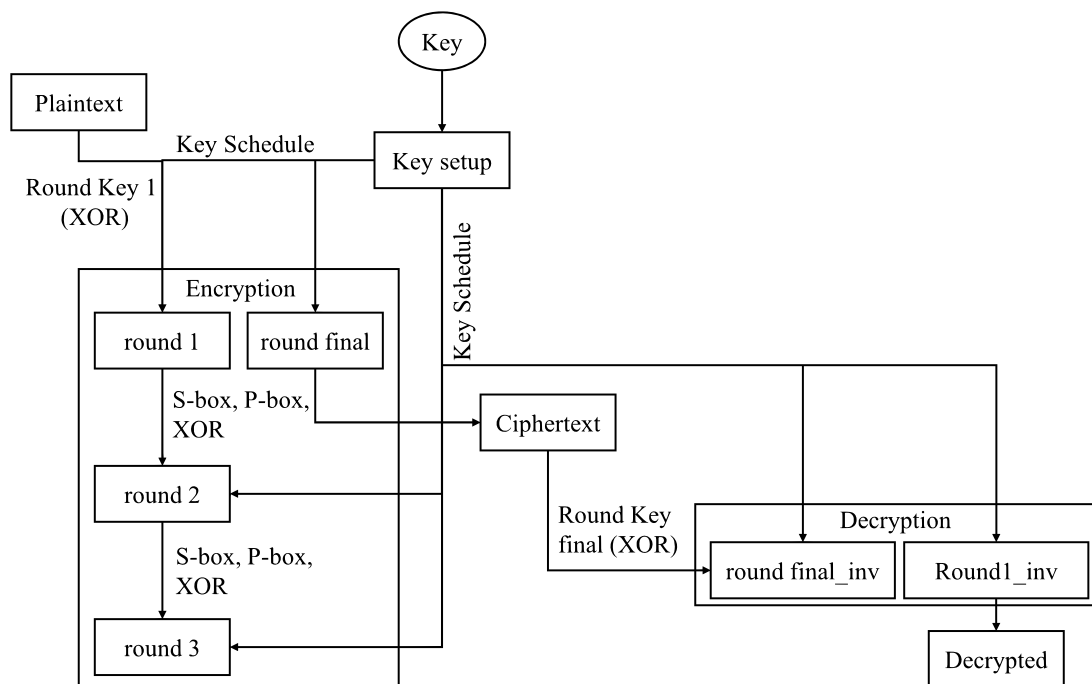 Key
Plaintext
Key Schedule
Key setup
Round Key 1
(XOR)
Key Schedule
Encryption
round 1
round final
S-box, P-box,
XOR
Ciphertext
round 2
Round Key
final (XOR)
Decryption
S-box, P-box,
XOR
round final_inv
Round1_inv
round 3
Decrypted